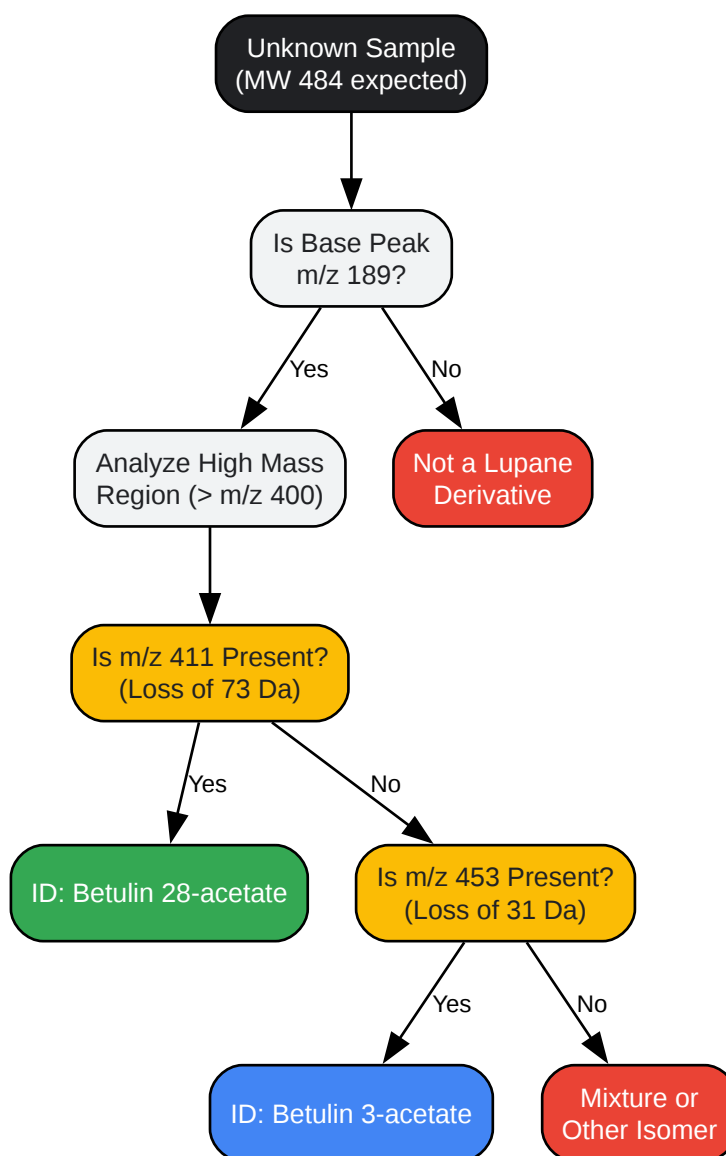 Unknown Sample
(MW 484 expected)
Is Base Peak
m/z 189?
Yes
No
Analyze High Mass
Region (> m/z 400)
Not a Lupane
Derivative
Is m/z 411 Present?
(Loss of 73 Da)
Yes
No
ID: Betulin 28-acetate
Is m/z 453 Present?
(Loss of 31 Da)
Yes
No
ID: Betulin 3-acetate
Mixture or
Other Isomer